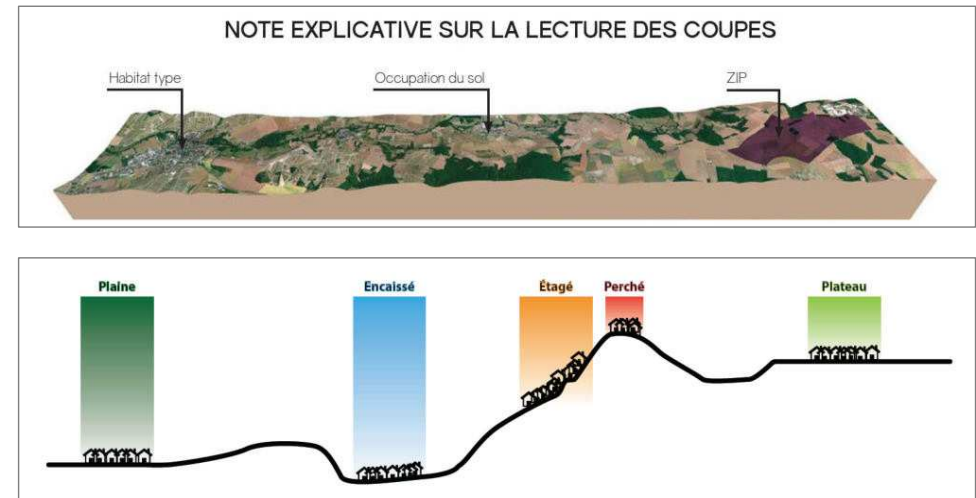 NOTE EXPLICATIVE SUR LA LECTURE DES COUPES
Habitat type
Occupation du sol
ZIP
Plaine
Encaissé
Étagé
Perché
Plateau